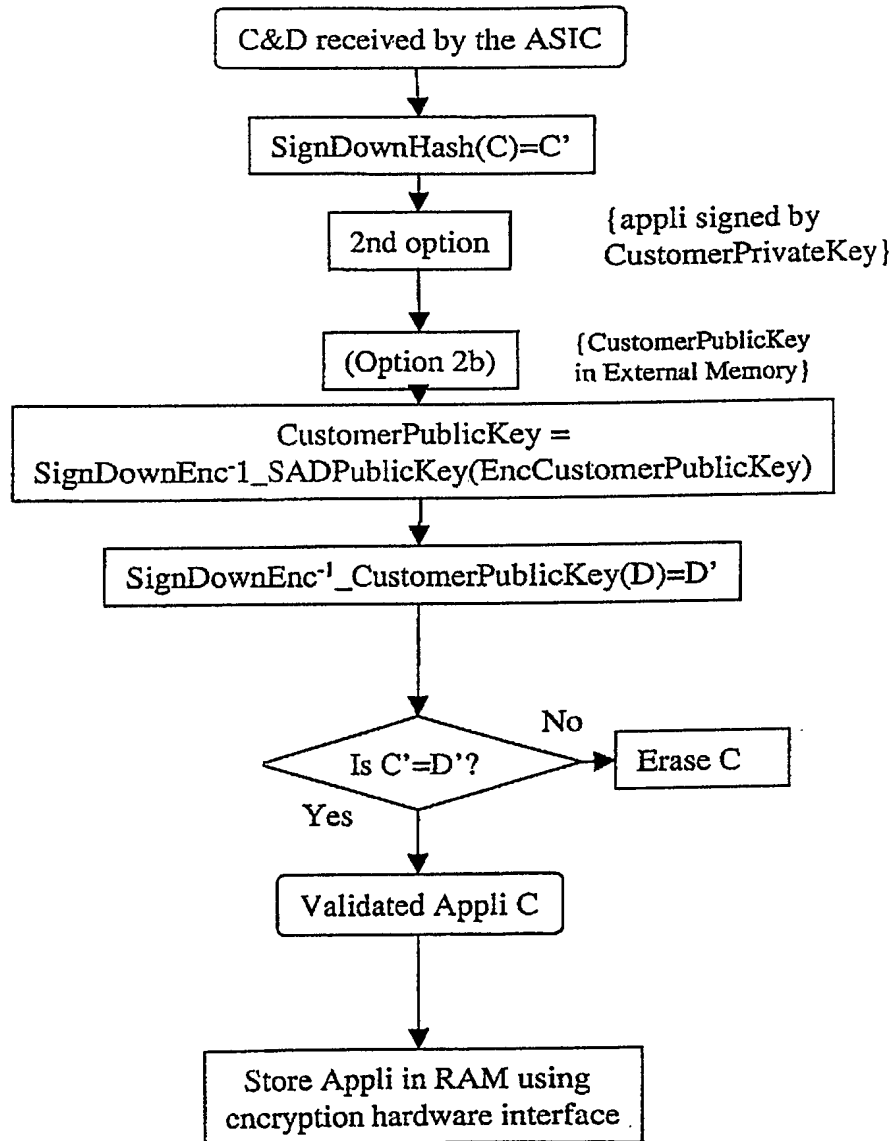 C&D received by the ASIC
SignDownHash(C)=C’
2nd option
{appli signed by
CustomerPrivateKey}
(Option 2b)
{CustomerPublicKey
in External Memory}
CustomerPublicKey =
SignDownEnc⁻1_SADPublicKey(EncCustomerPublicKey)
SignDownEnc⁻¹_CustomerPublicKey(D)=D’
Is C’=D’?
No
Erase C
Yes
Validated Appli C
Store Appli in RAM using
encryption hardware interface